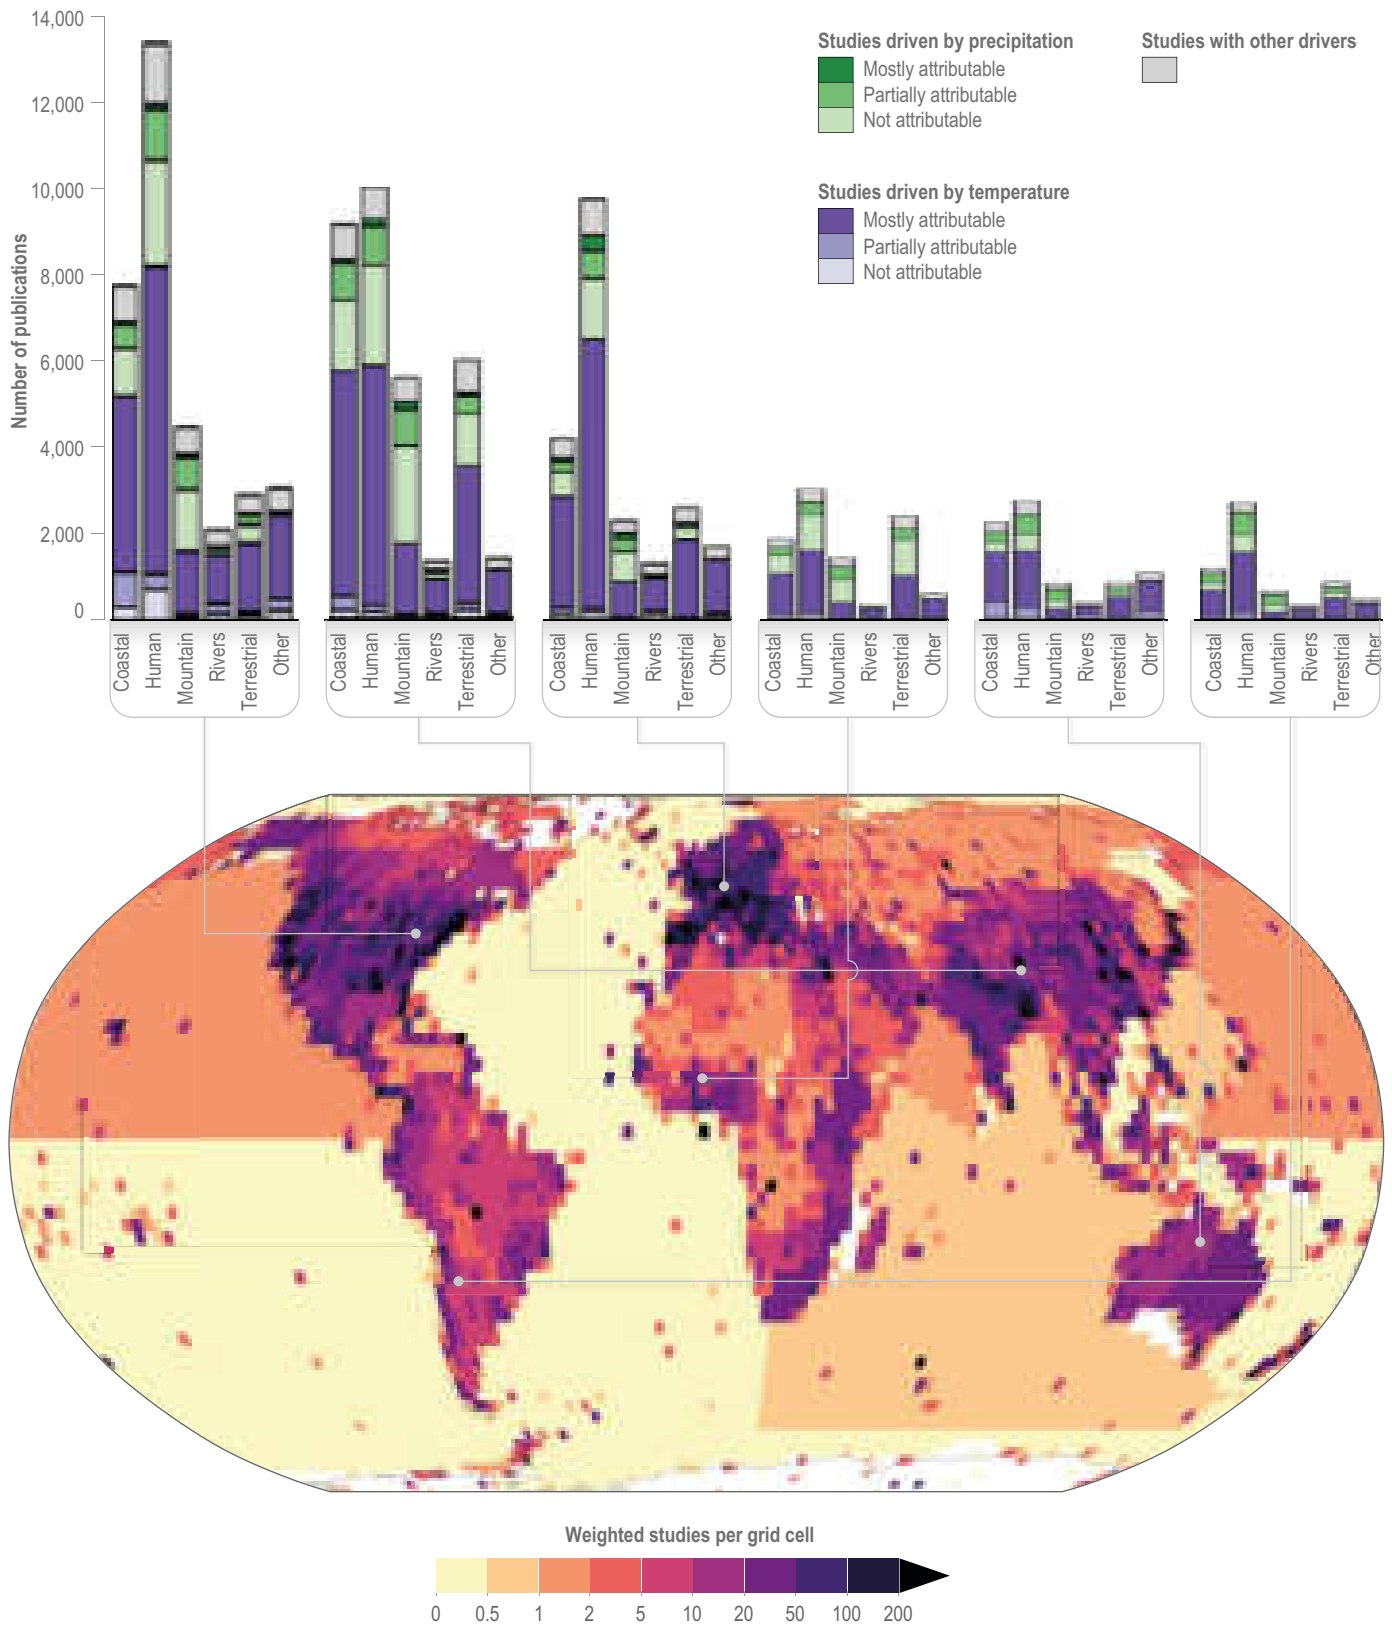 14,000
12,000
10,000
8,000
6,000
4,000
2,000
0
Number of publications
Studies driven by precipitation
Mostly attributable
Partially attributable
Not attributable
Studies with other drivers
Studies driven by temperature
Mostly attributable
Partially attributable
Not attributable
Coastal
Human
Mountain
Rivers
Terrestrial
Other
Coastal
Human
Mountain
Rivers
Terrestrial
Other
Coastal
Human
Mountain
Rivers
Terrestrial
Other
Coastal
Human
Mountain
Rivers
Terrestrial
Other
Coastal
Human
Mountain
Rivers
Terrestrial
Other
Coastal
Human
Mountain
Rivers
Terrestrial
Other
Weighted studies per grid cell
0 0.5 1 2 5 10 20 50 100 200